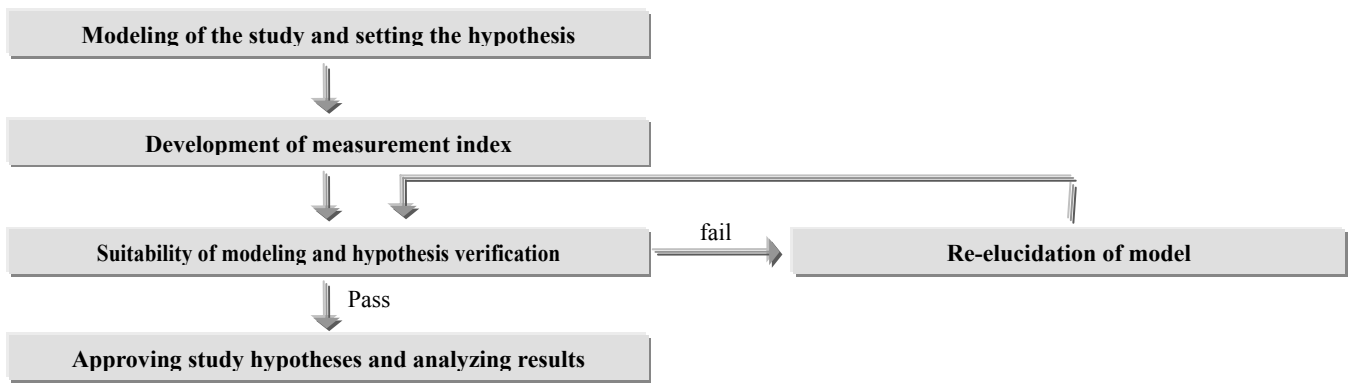 Modeling of the study and setting the hypothesis
Development of measurement index
Suitability of modeling and hypothesis verification
fail
Re-elucidation of model
Pass
Approving study hypotheses and analyzing results